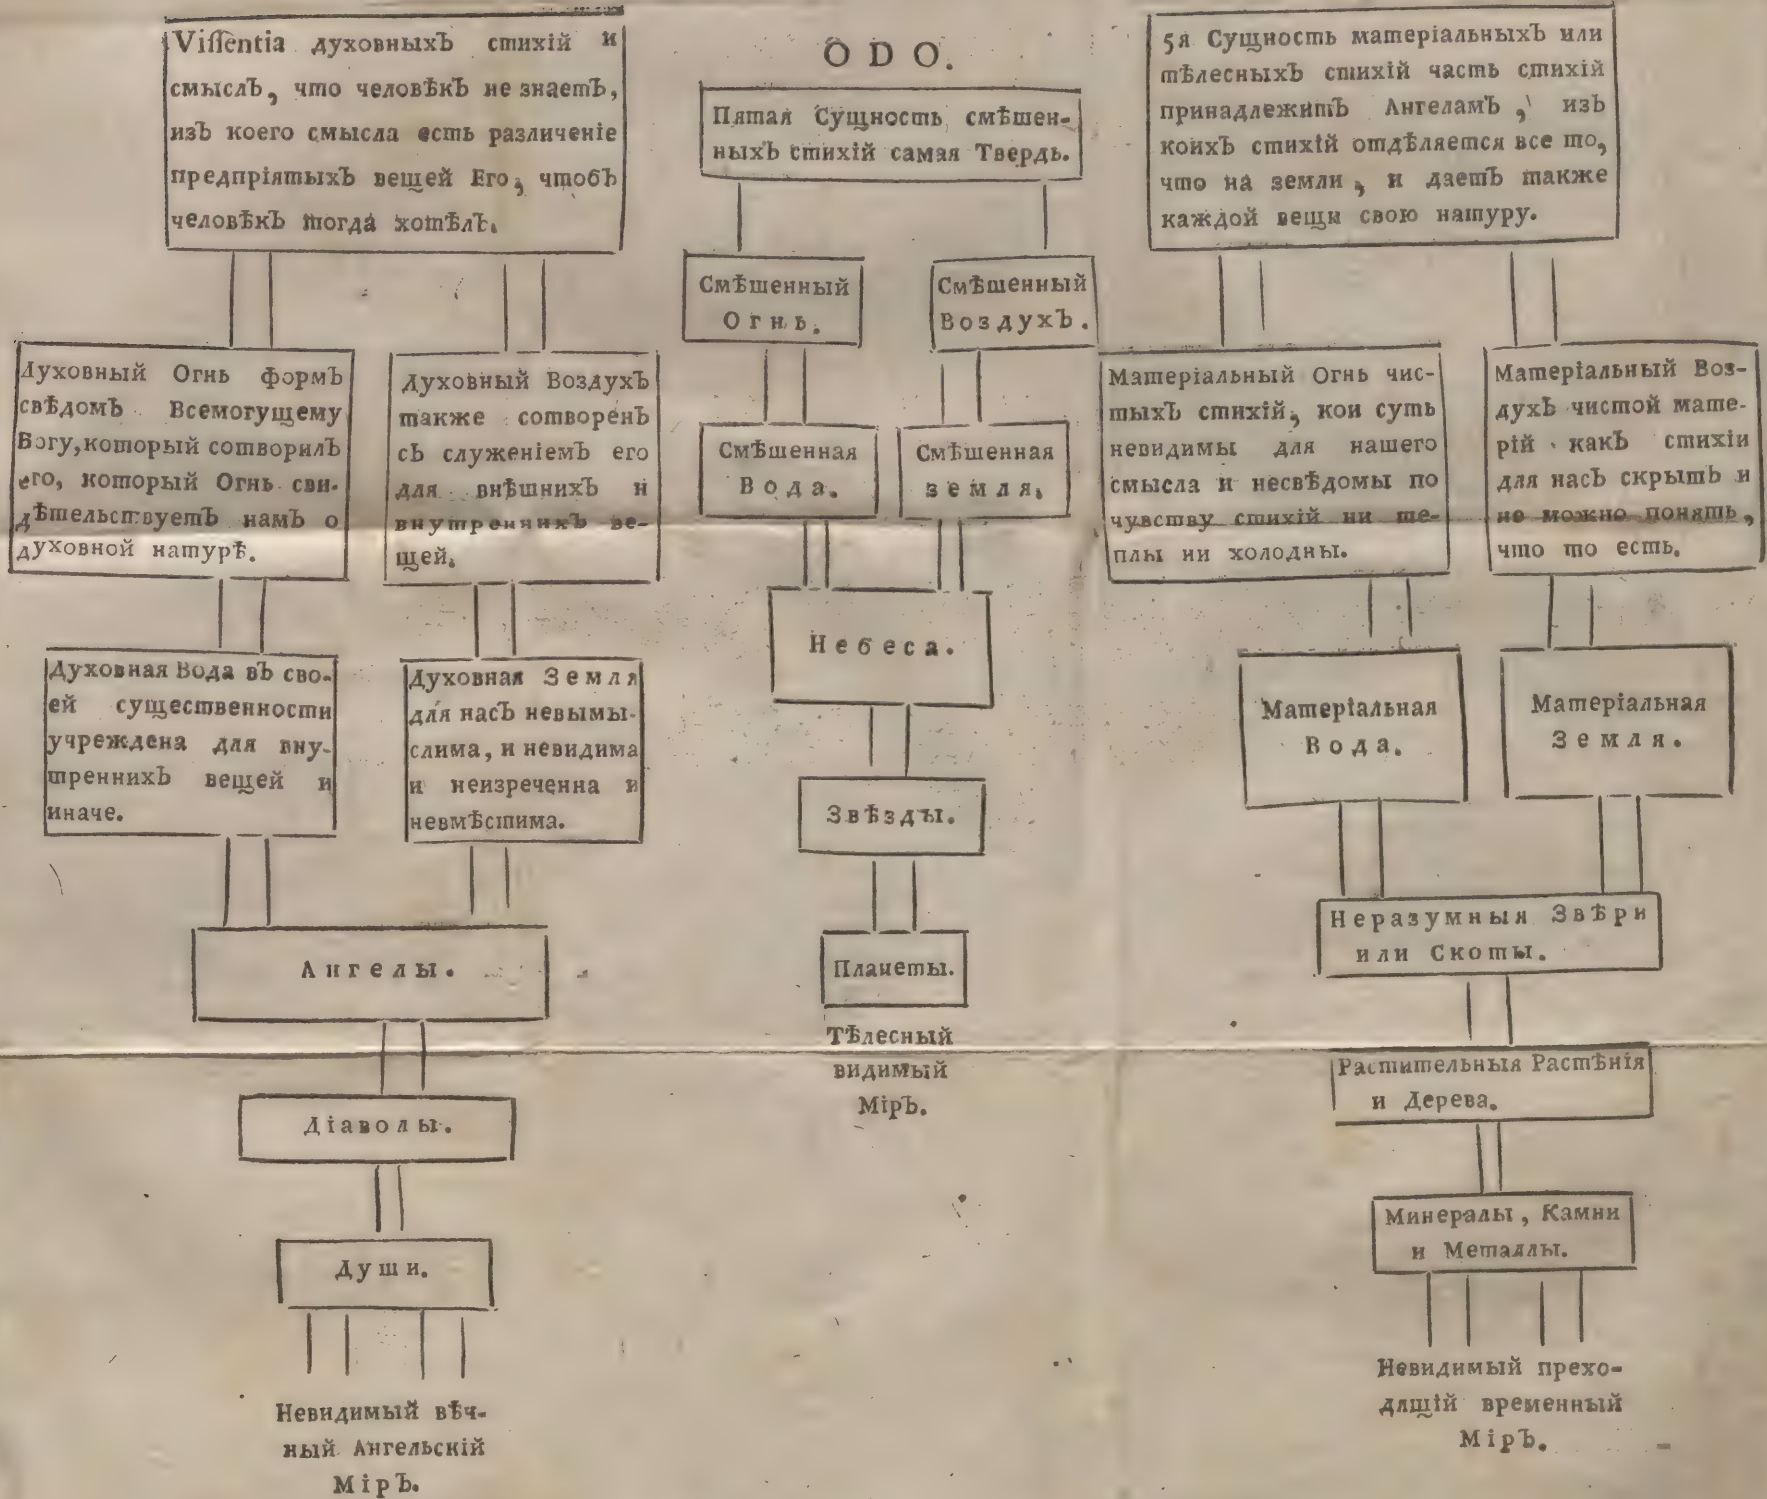 Viſſentia духовныхЪ стихій и
смыслЪ, что человѣкЪ не знаетЪ,
изЪ коего смысла есть различеніе
предпріятыхЪ вещей Его, чтобЪ
человѣкЪ тогда хотѣлЪ.
O D O.
Пятая Сущность смѣшен-
ныхЪ стихій самая Твердь.
5я Сущность матеріальныхЪ или
тѣлесныхЪ стихій часть стихій
принадлежитЪ АнгеламЪ, изЪ
коихЪ стихій отдѣляется все то,
что на земли, и даетЪ также
каждой вещи свою натуру.
Смѣшенный
Огнь.
Смѣшенный
ВоздухЪ.
Духовный Огнь формЪ
свѣдомЪ Всемогущему
Богу, который сотворилЪ
его, который Огнь сви-
дѣтельствуетЪ намЪ о
духовной натурѣ.
Духовный ВоздухЪ
также сотворенЪ
сЪ служеніемЪ его
для внѣшнихЪ и
внутреннихЪ ве-
щей.
Смѣшенная
Вода.
Смѣшенная
земля.
Матеріальный Огнь чис-
тыхЪ стихій, кои суть
невидимы для нашего
смысла и несвѣдомы по
чувству стихій ни те-
плы ни холодны.
Матеріальный Воз-
духЪ чистой мате-
рій какЪ стихіи
для насЪ скрытЪ и
не можно понять,
что то есть.
Небеса.
Духовная Вода вЪ сво-
ей существенности
учреждена для вну-
треннихЪ вещей и
иначе.
Духовная Земля
для насЪ невымы-
слима, и невидима
и неизреченна и
невмѣстима.
Матеріальная
Вода.
Матеріальная
Земля.
Звѣзды.
Неразумныя Звѣри
или Скоты.
Ангелы.
Планеты.
Тѣлесный
видимый
МірЪ.
Растительныя Растѣнія
и Дерева.
Діаволы.
Минералы, Камни
и Металлы.
Души.
Невидимый вѣч-
ный Ангельскій
МірЪ.
Невидимый прехо-
дящій временный
МірЪ.